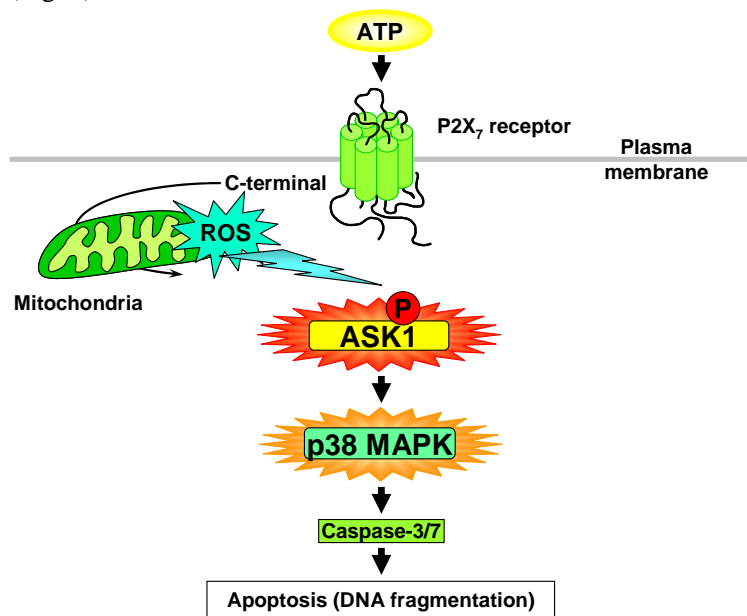 ATP
P2X7 receptor
Plasma
membrane
C-terminal
ROS
Mitochondria
P
ASK1
p38 MAPK
Caspase-3/7
Apoptosis (DNA fragmentation)